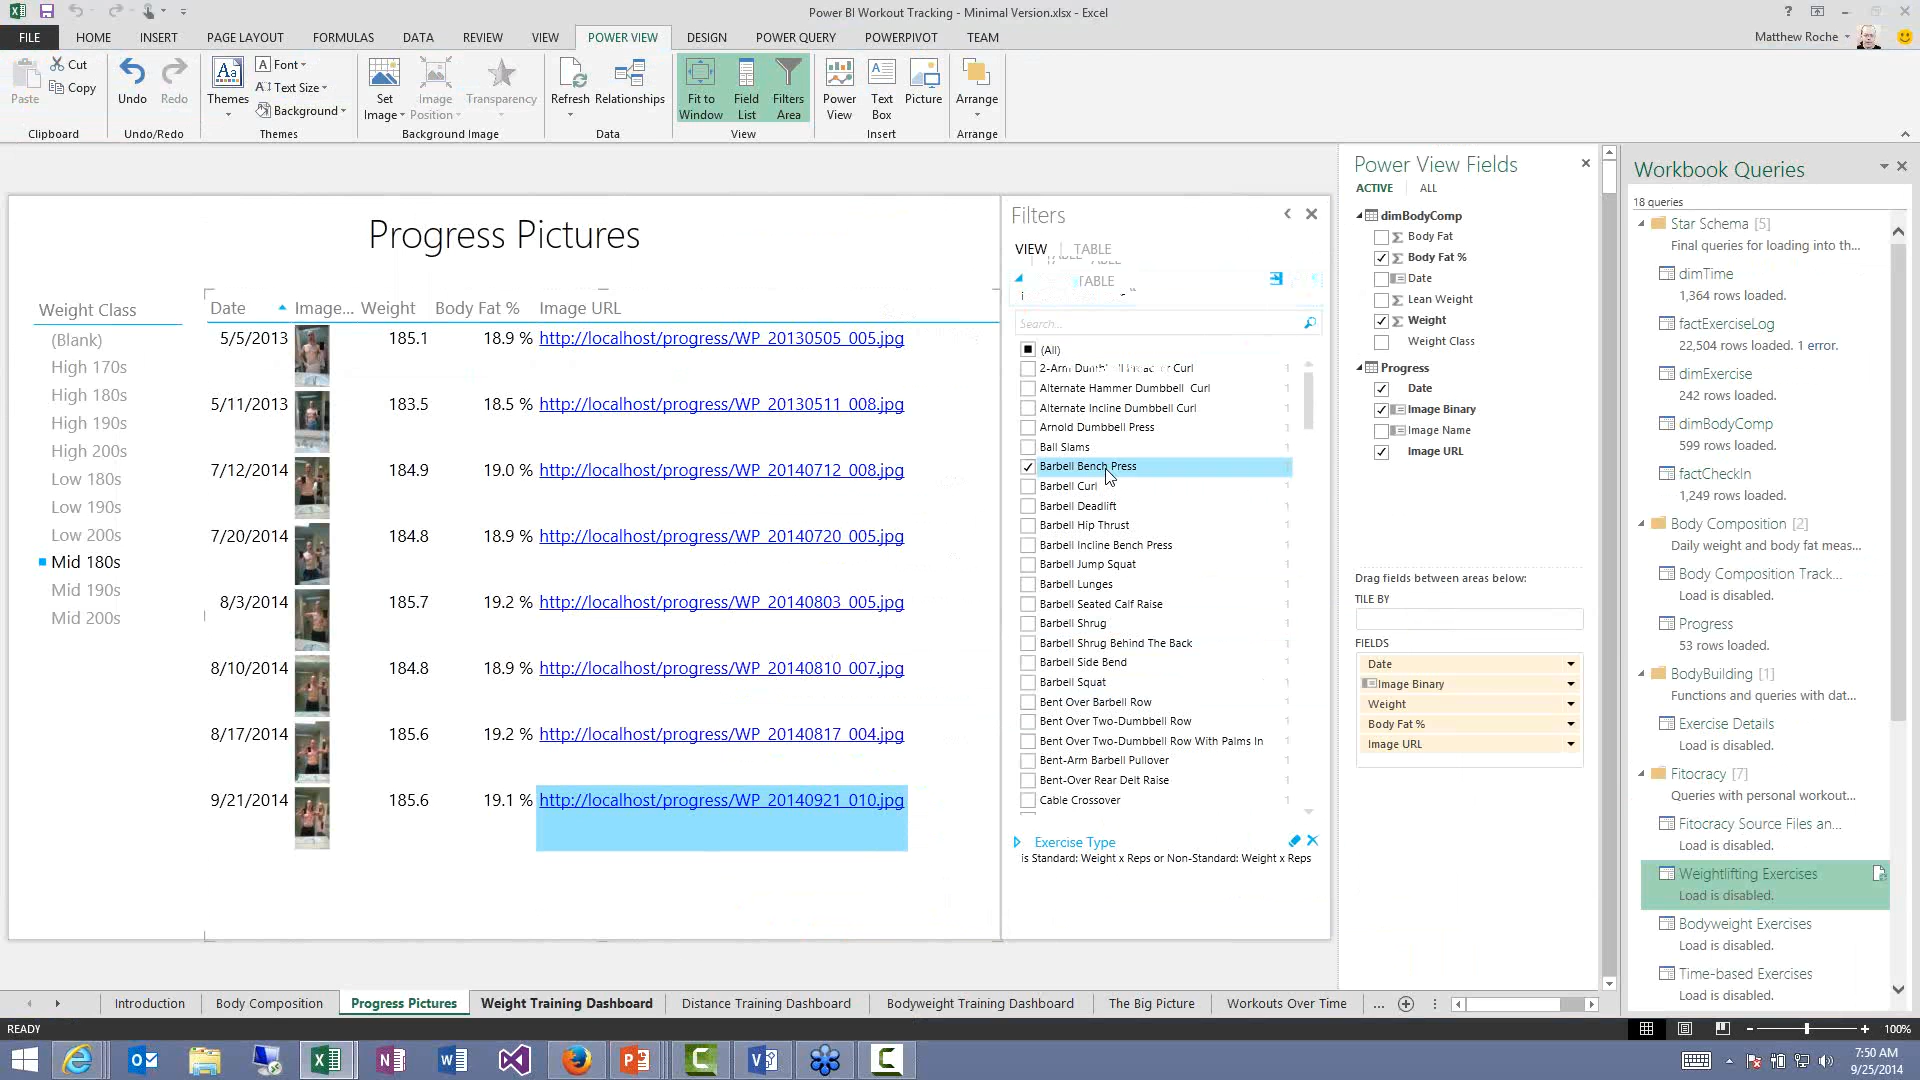 Power BI Workout Tracking - Minimal Version.xlsx - Excel
FILE HOME INSERT PAGE LAYOUT FORMULAS DATA REVIEW VIEW POWER VIEW DESIGN POWER QUERY POWERPIVOT TEAM
Matthew Roche
Paste
Cut
Copy
Clipboard
Undo Redo
Undo/Redo
Themes
Font
Text Size
Background
Themes
Set Image
Image Position
Transparency
Background Image
Refresh Relationships
Data
Fit to Window
Field List
Filters Area
View
Power View
Text Box
Picture
Insert
Arrange
Arrange
Progress Pictures
Weight Class
(Blank)
High 170s
High 180s
High 190s
High 200s
Low 180s
Low 190s
Low 200s
Mid 180s
Mid 190s
Mid 200s
Date Image... Weight Body Fat % Image URL
5/5/2013 185.1 18.9 % http://localhost/progress/WP_20130505_005.jpg
5/11/2013 183.5 18.5 % http://localhost/progress/WP_20130511_008.jpg
7/12/2014 184.9 19.0 % http://localhost/progress/WP_20140712_008.jpg
7/20/2014 184.8 18.9 % http://localhost/progress/WP_20140720_005.jpg
8/3/2014 185.7 19.2 % http://localhost/progress/WP_20140803_005.jpg
8/10/2014 184.8 18.9 % http://localhost/progress/WP_20140810_007.jpg
8/17/2014 185.6 19.2 % http://localhost/progress/WP_20140817_004.jpg
9/21/2014 185.6 19.1 % http://localhost/progress/WP_20140921_010.jpg
Filters
VIEW TABLE
TABLE
Search...
(All)
2-Arm Curl
Alternate Hammer Dumbbell Curl
Alternate Incline Dumbbell Curl
Arnold Dumbbell Press
Ball Slams
Barbell Bench Press
Barbell Curl
Barbell Deadlift
Barbell Hip Thrust
Barbell Incline Bench Press
Barbell Jump Squat
Barbell Lunges
Barbell Seated Calf Raise
Barbell Shrug
Barbell Shrug Behind The Back
Barbell Side Bend
Barbell Squat
Bent Over Barbell Row
Bent Over Two-Dumbbell Row
Bent Over Two-Dumbbell Row With Palms In
Bent-Arm Barbell Pullover
Bent-Over Rear Delt Raise
Cable Crossover
Exercise Type
is Standard: Weight x Reps or Non-Standard: Weight x Reps
Power View Fields
ACTIVE ALL
dimBodyComp
Body Fat
Body Fat %
Date
Lean Weight
Weight
Weight Class
Progress
Date
Image Binary
Image Name
Image URL
Drag fields between areas below:
TILE BY
FIELDS
Date
Image Binary
Weight
Body Fat %
Image URL
Workbook Queries
18 queries
Star Schema [5]
Final queries for loading into th...
dimTime
1,364 rows loaded.
factExerciseLog
22,504 rows loaded. 1 error.
dimExercise
242 rows loaded.
dimBodyComp
599 rows loaded.
factCheckIn
1,249 rows loaded.
Body Composition [2]
Daily weight and body fat meas...
Body Composition Track...
Load is disabled.
Progress
53 rows loaded.
BodyBuilding [1]
Functions and queries with dat...
Exercise Details
Load is disabled.
Fitocracy [7]
Queries with personal workout...
Fitocracy Source Files an...
Load is disabled.
Weightlifting Exercises
Load is disabled.
Bodyweight Exercises
Load is disabled.
Time-based Exercises
Load is disabled.
Introduction Body Composition Progress Pictures Weight Training Dashboard Distance Training Dashboard Bodyweight Training Dashboard The Big Picture Workouts Over Time ...
READY
100%
7:50 AM
9/25/2014